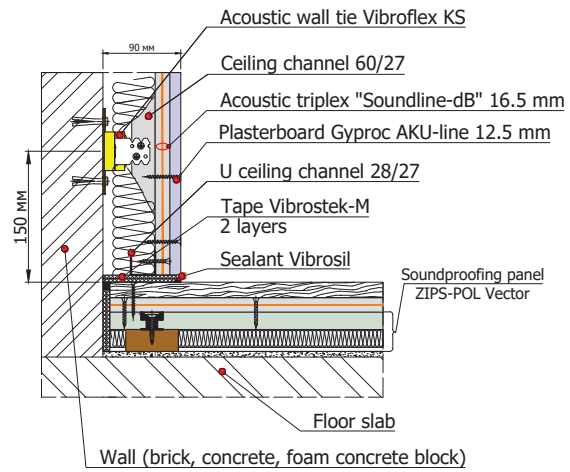 Acoustic wall tie Vibroflex KS
90 мм
Ceiling channel 60/27
Acoustic triplex "Soundline-dB" 16.5 mm
Plasterboard Gyproc AKU-line 12.5 mm
U ceiling channel 28/27
150 мм
Tape Vibrostek-M
2 layers
Sealant Vibrosil
Soundproofing panel
ZIPS-POL Vector
Floor slab
Wall (brick, concrete, foam concrete block)